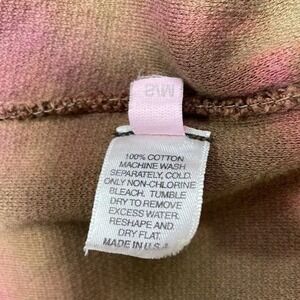 M/S
100% COTTON
MACHINE WASH
SEPARATELY, COLD.
ONLY NON-CHLORINE
BLEACH. TUMBLE
DRY TO REMOVE
EXCESS WATER.
RESHAPE AND
DRY FLAT.
MADE IN U.S.A